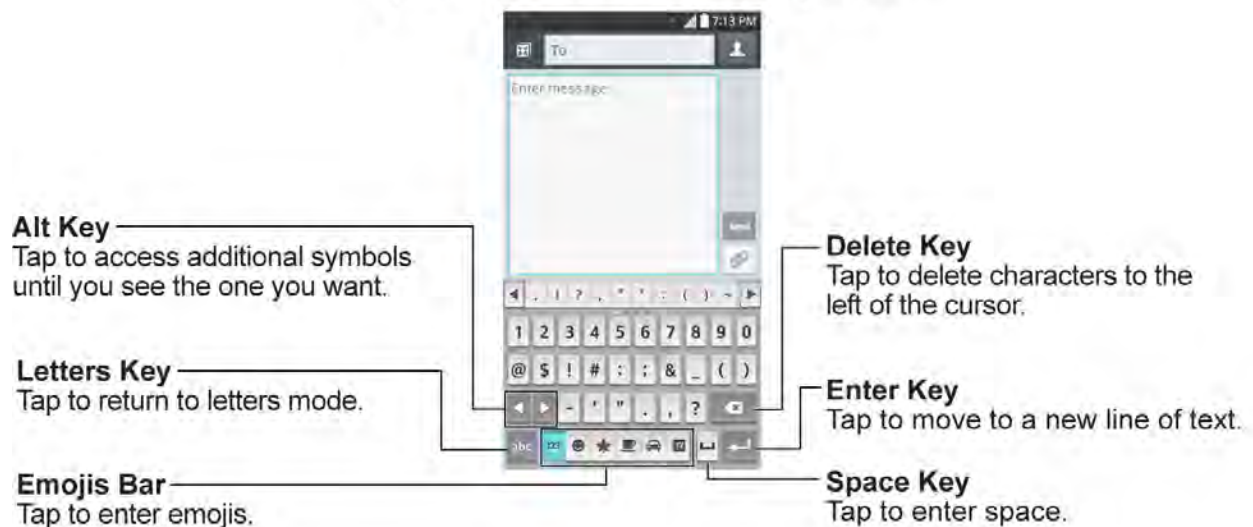 7:13 PM
To
Enter message
Alt Key
Tap to access additional symbols
until you see the one you want.
Delete Key
Tap to delete characters to the
left of the cursor.
, ! ? , " ' : ( ) ~
1 2 3 4 5 6 7 8 9 0
@ $ ! # : ; & _ ( )
- ' " . , ?
Letters Key
Tap to return to letters mode.
Enter Key
Tap to move to a new line of text.
abc
Emojis Bar
Tap to enter emojis.
Space Key
Tap to enter space.